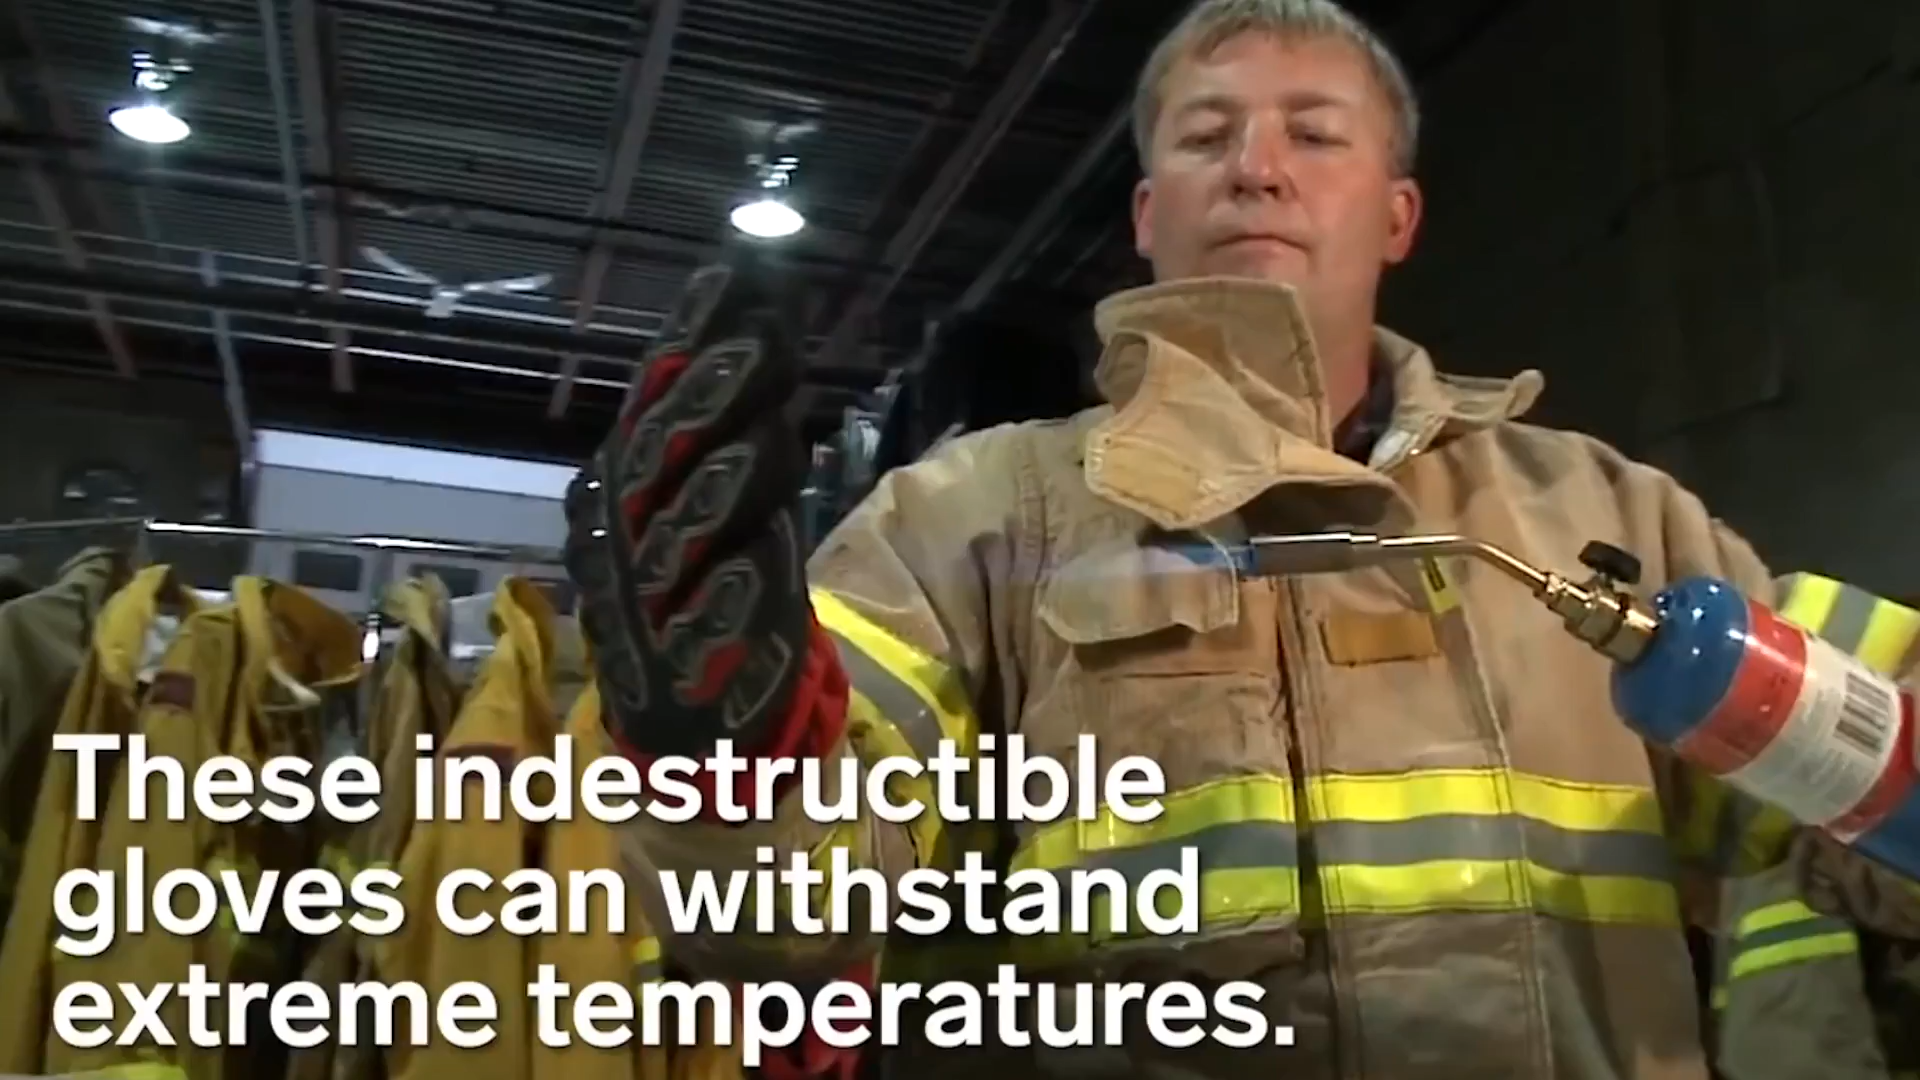 These indestructible
gloves can withstand
extreme temperatures.